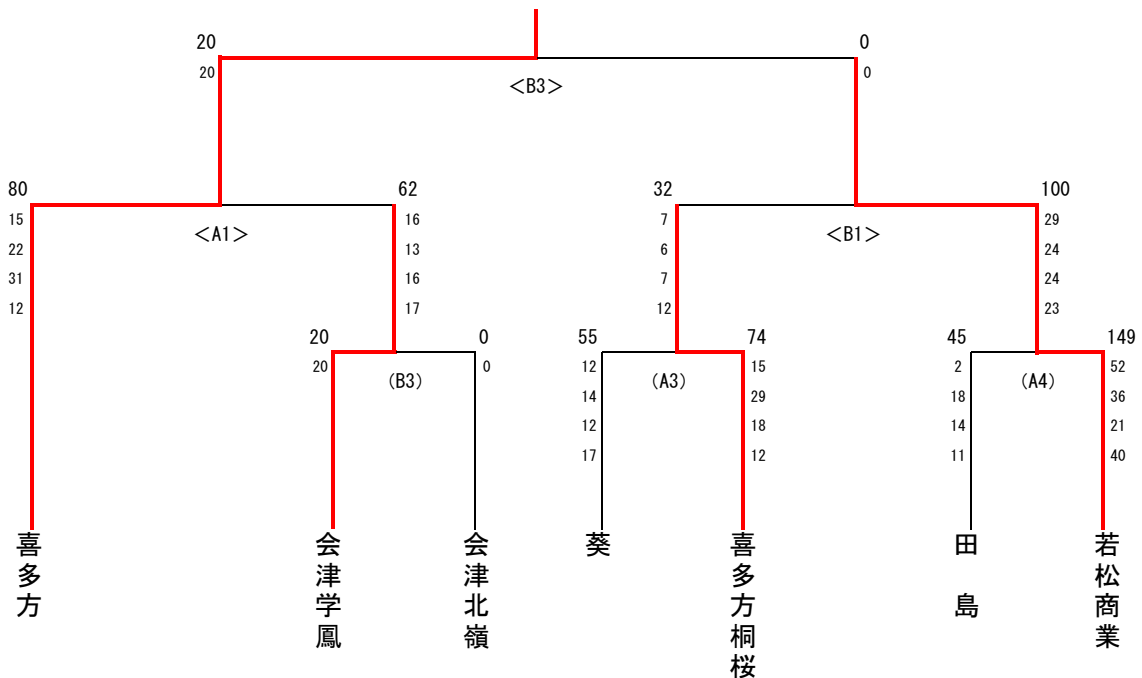 20 0
20 0
＜B3＞
80 62 32 100
15 16 7 29
＜A1＞ ＜B1＞
22 13 6 24
31 16 7 24
12 17 12 23
20 0 55 74 45 149
20 0 12 15 2 52
（B3） （A3） （A4）
14 29 18 36
12 18 14 21
17 12 11 40
喜多方
会津学鳳
会津北嶺
葵
喜多方桐桜
田島
若松商業